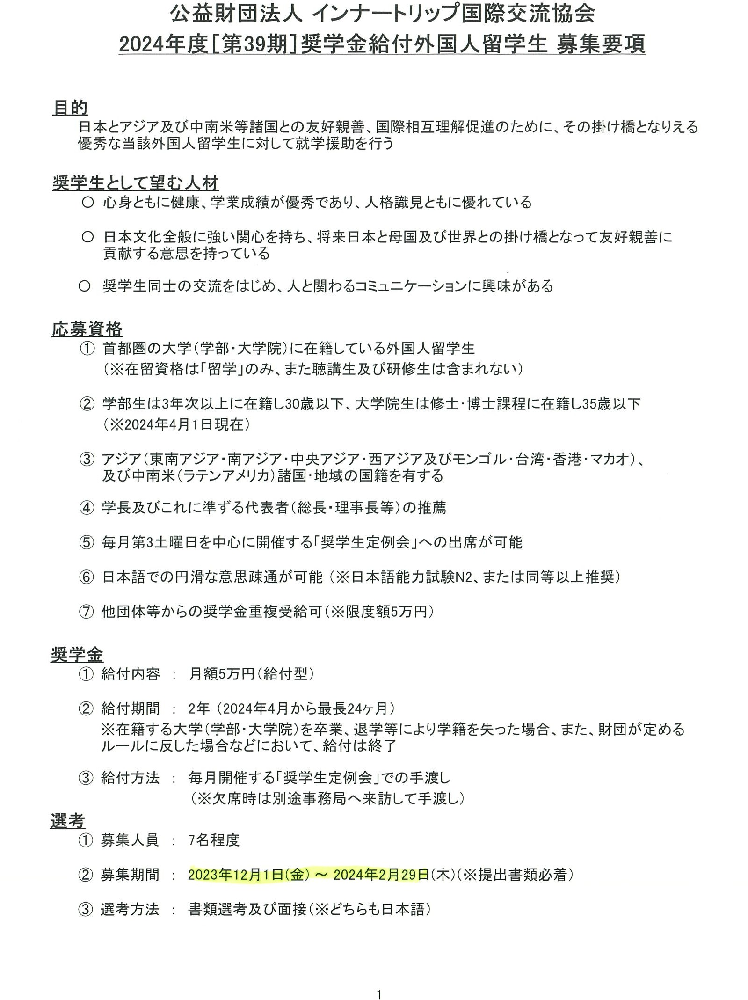 公益財団法人 インナートリップ国際交流協会
2024年度[第39期]奨学金給付外国人留学生 募集要項
目的
日本とアジア及び中南米等諸国との友好親善、国際相互理解促進のために、その掛け橋となりえる
優秀な当該外国人留学生に対して就学援助を行う
奨学生として望む人材
○ 心身ともに健康、学業成績が優秀であり、人格識見ともに優れている
○ 日本文化全般に強い関心を持ち、将来日本と母国及び世界との掛け橋となって友好親善に
貢献する意思を持っている
○ 奨学生同士の交流をはじめ、人と関わるコミュニケーションに興味がある
応募資格
① 首都圏の大学(学部・大学院)に在籍している外国人留学生
(※在留資格は「留学」のみ、また聴講生及び研修生は含まれない)
② 学部生は3年次以上に在籍し30歳以下、大学院生は修士・博士課程に在籍し35歳以下
(※2024年4月1日現在)
③ アジア(東南アジア・南アジア・中央アジア・西アジア及びモンゴル・台湾・香港・マカオ)、
及び中南米(ラテンアメリカ)諸国・地域の国籍を有する
④ 学長及びこれに準ずる代表者(総長・理事長等)の推薦
⑤ 毎月第3土曜日を中心に開催する「奨学生定例会」への出席が可能
⑥ 日本語での円滑な意思疎通が可能 (※日本語能力試験N2、または同等以上推奨)
⑦ 他団体等からの奨学金重複受給可(※限度額5万円)
奨学金
① 給付内容 : 月額5万円(給付型)
② 給付期間 : 2年 (2024年4月から最長24ヶ月)
※在籍する大学(学部・大学院)を卒業、退学等により学籍を失った場合、また、財団が定める
ルールに反した場合などにおいて、給付は終了
③ 給付方法 : 毎月開催する「奨学生定例会」での手渡し
(※欠席時は別途事務局へ来訪して手渡し)
選考
① 募集人員 : 7名程度
② 募集期間 : 2023年12月1日(金) ～ 2024年2月29日(木)(※提出書類必着)
③ 選考方法 : 書類選考及び面接(※どちらも日本語)
1